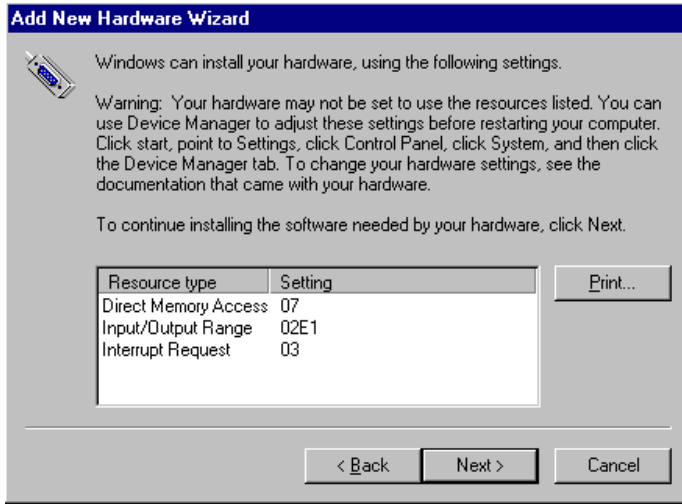 Add New Hardware Wizard
Windows can install your hardware, using the following settings.
Warning: Your hardware may not be set to use the resources listed. You can
use Device Manager to adjust these settings before restarting your computer.
Click start, point to Settings, click Control Panel, click System, and then click
the Device Manager tab. To change your hardware settings, see the
documentation that came with your hardware.
To continue installing the software needed by your hardware, click Next.
Resource type Setting
Direct Memory Access 07
Input/Output Range 02E1
Interrupt Request 03
Print...
< Back Next > Cancel